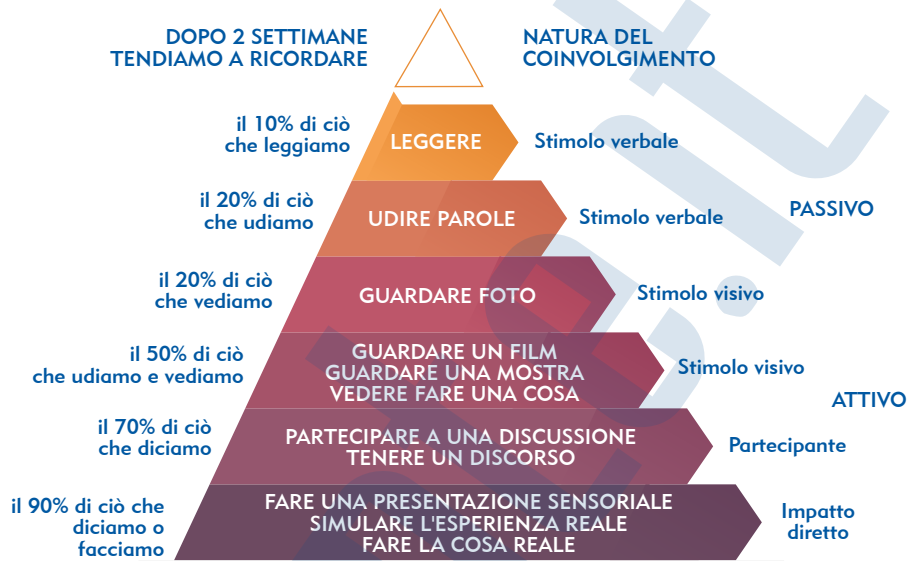 DOPO 2 SETTIMANE
TENDIAMO A RICORDARE
NATURA DEL
COINVOLGIMENTO
il 10% di ciò
che leggiamo
LEGGERE
Stimolo verbale
il 20% di ciò
che udiamo
UDIRE PAROLE
Stimolo verbale
PASSIVO
il 20% di ciò
che vediamo
GUARDARE FOTO
Stimolo visivo
il 50% di ciò
che udiamo e vediamo
GUARDARE UN FILM
GUARDARE UNA MOSTRA
VEDERE FARE UNA COSA
Stimolo visivo
ATTIVO
il 70% di ciò
che diciamo
PARTECIPARE A UNA DISCUSSIONE
TENERE UN DISCORSO
Partecipante
il 90% di ciò che
diciamo o
facciamo
FARE UNA PRESENTAZIONE SENSORIALE
SIMULARE L'ESPERIENZA REALE
FARE LA COSA REALE
Impatto
diretto